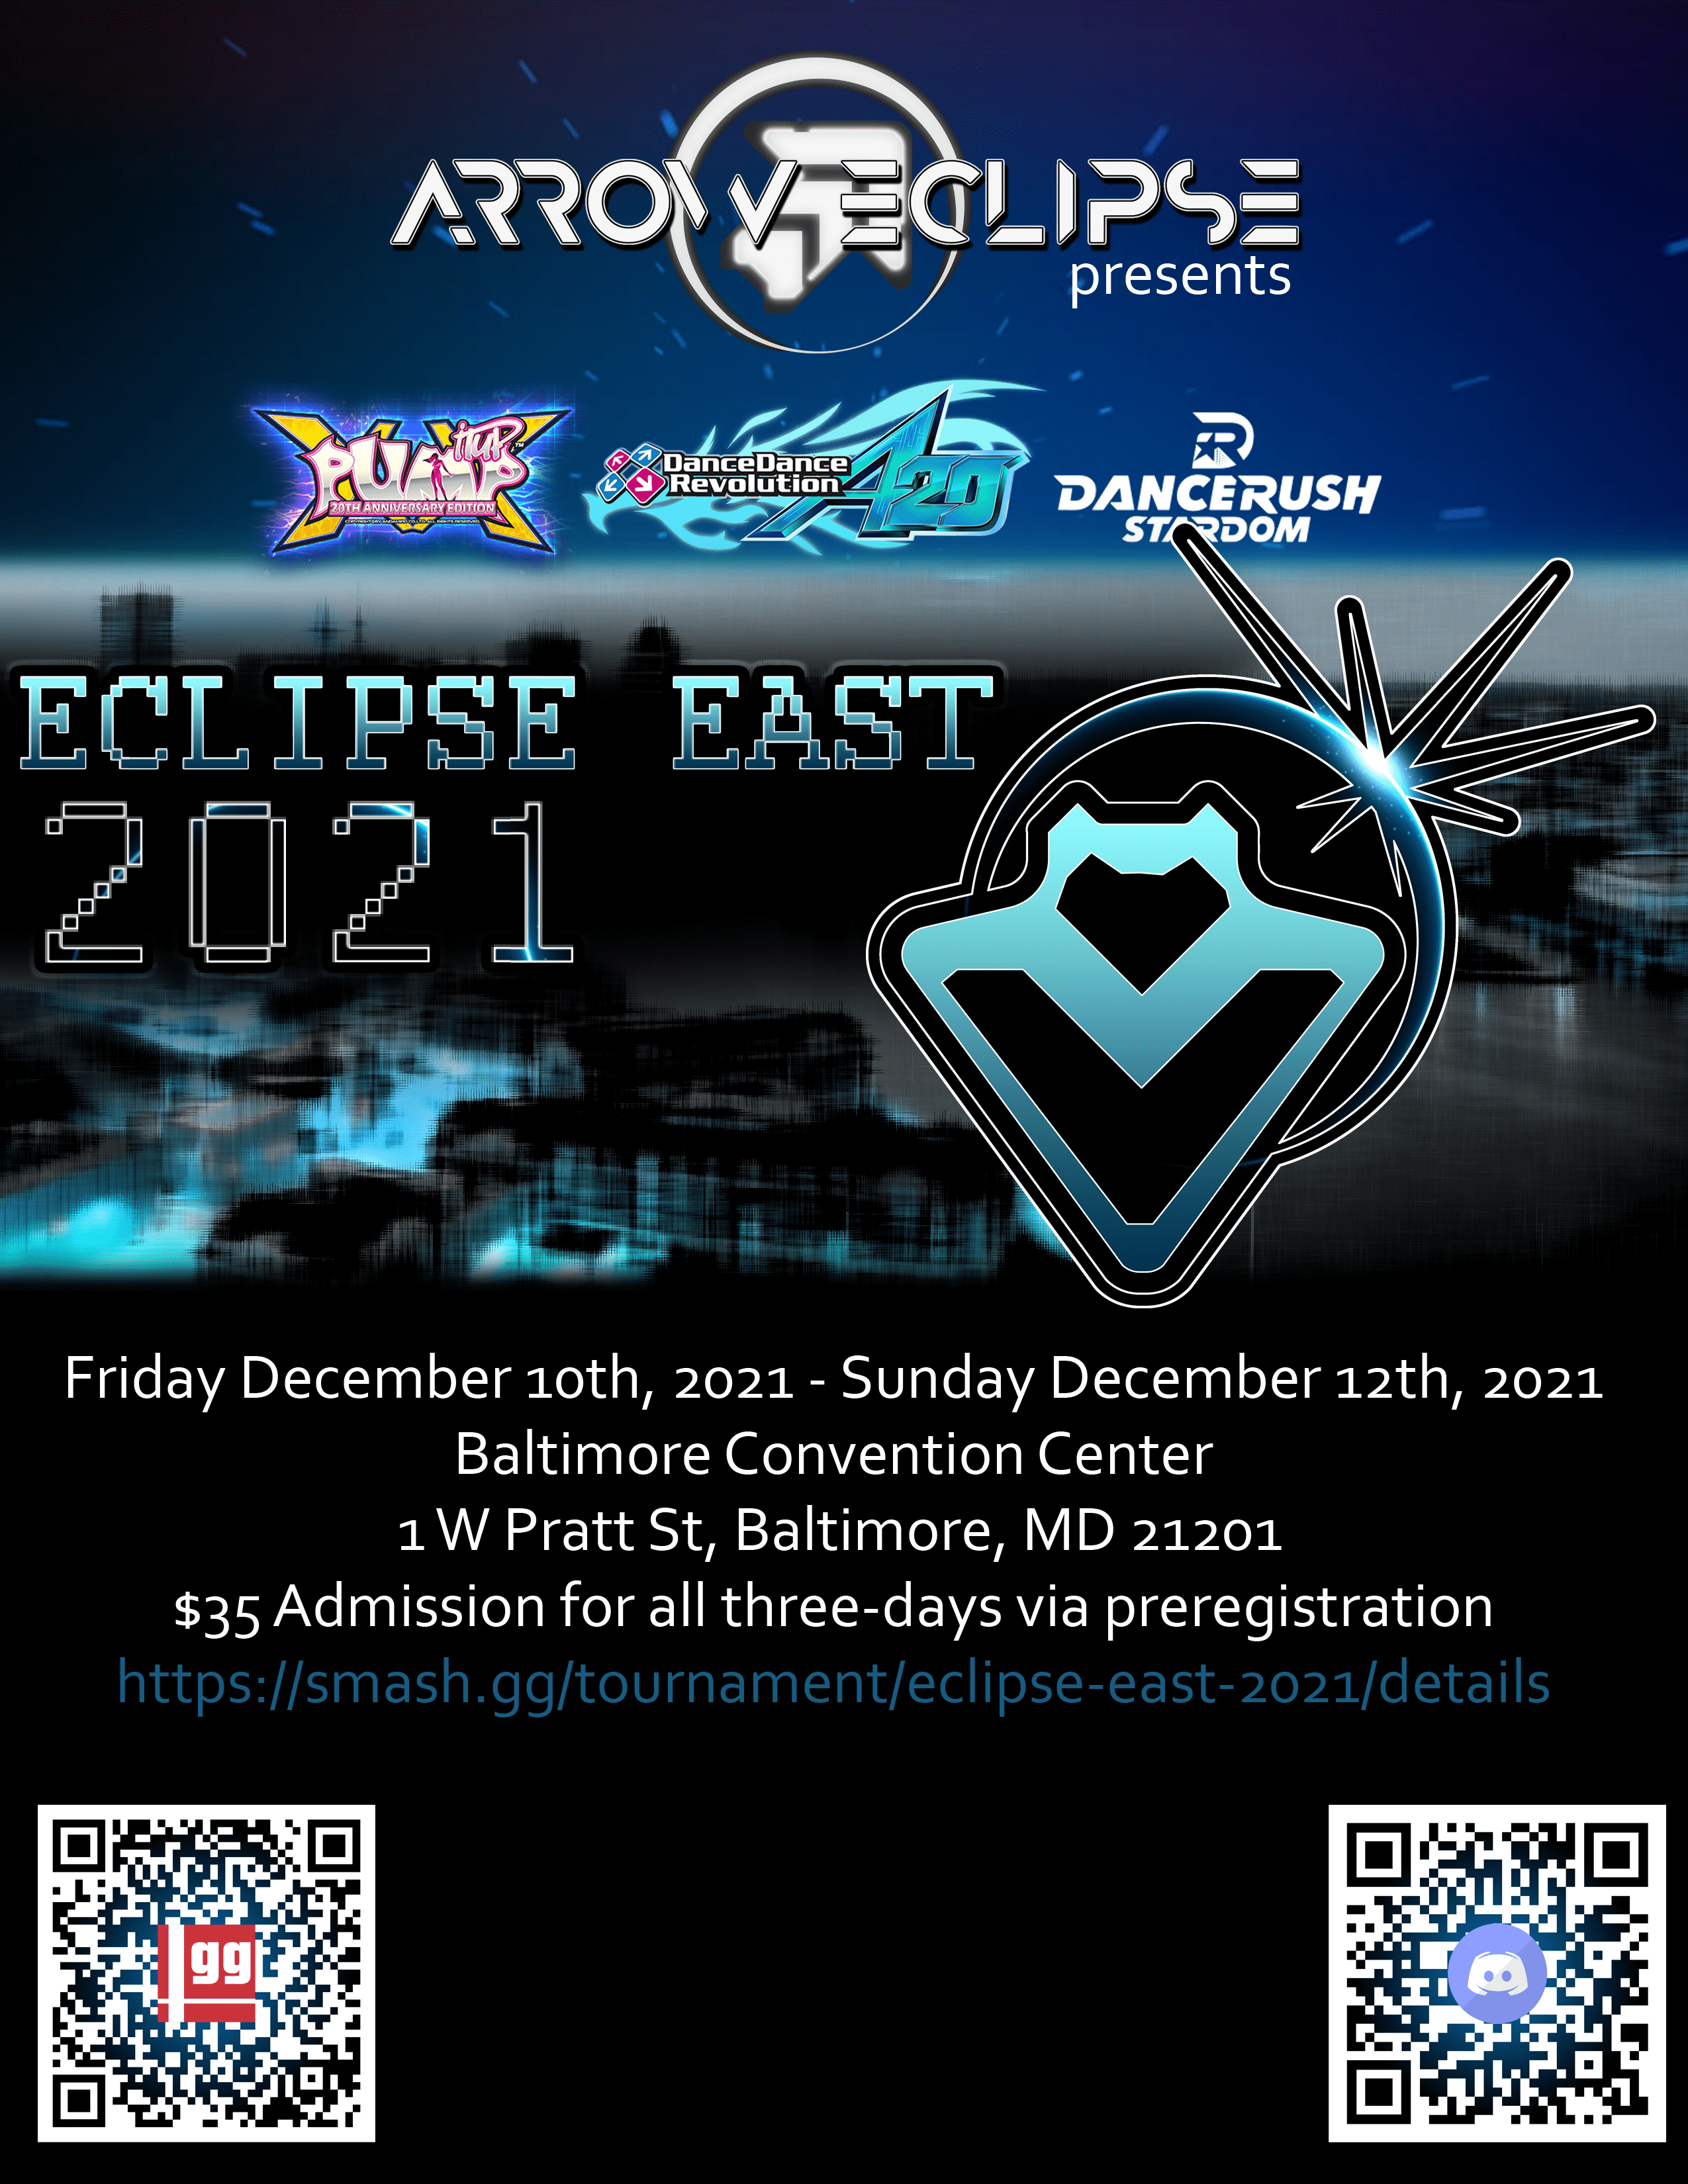 ARROW ECLIPSE
presents
PUMP it UP™
20TH ANNIVERSARY EDITION
DanceDance
Revolution A20
DANCERUSH
STARDOM
ECLIPSE EAST
2021
Friday December 10th, 2021 - Sunday December 12th, 2021
Baltimore Convention Center
1 W Pratt St, Baltimore, MD 21201
$35 Admission for all three-days via preregistration
https://smash.gg/tournament/eclipse-east-2021/details
gg